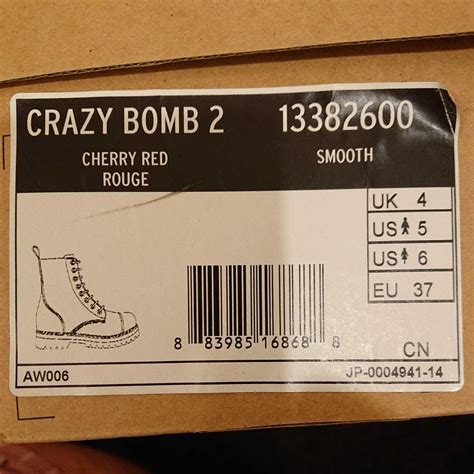 CRAZY BOMB 2 13382600
CHERRY RED SMOOTH
ROUGE
UK 4
US 5
US 6
EU 37
8 83985 16868 8
CN
AW006 JP-0004941-14